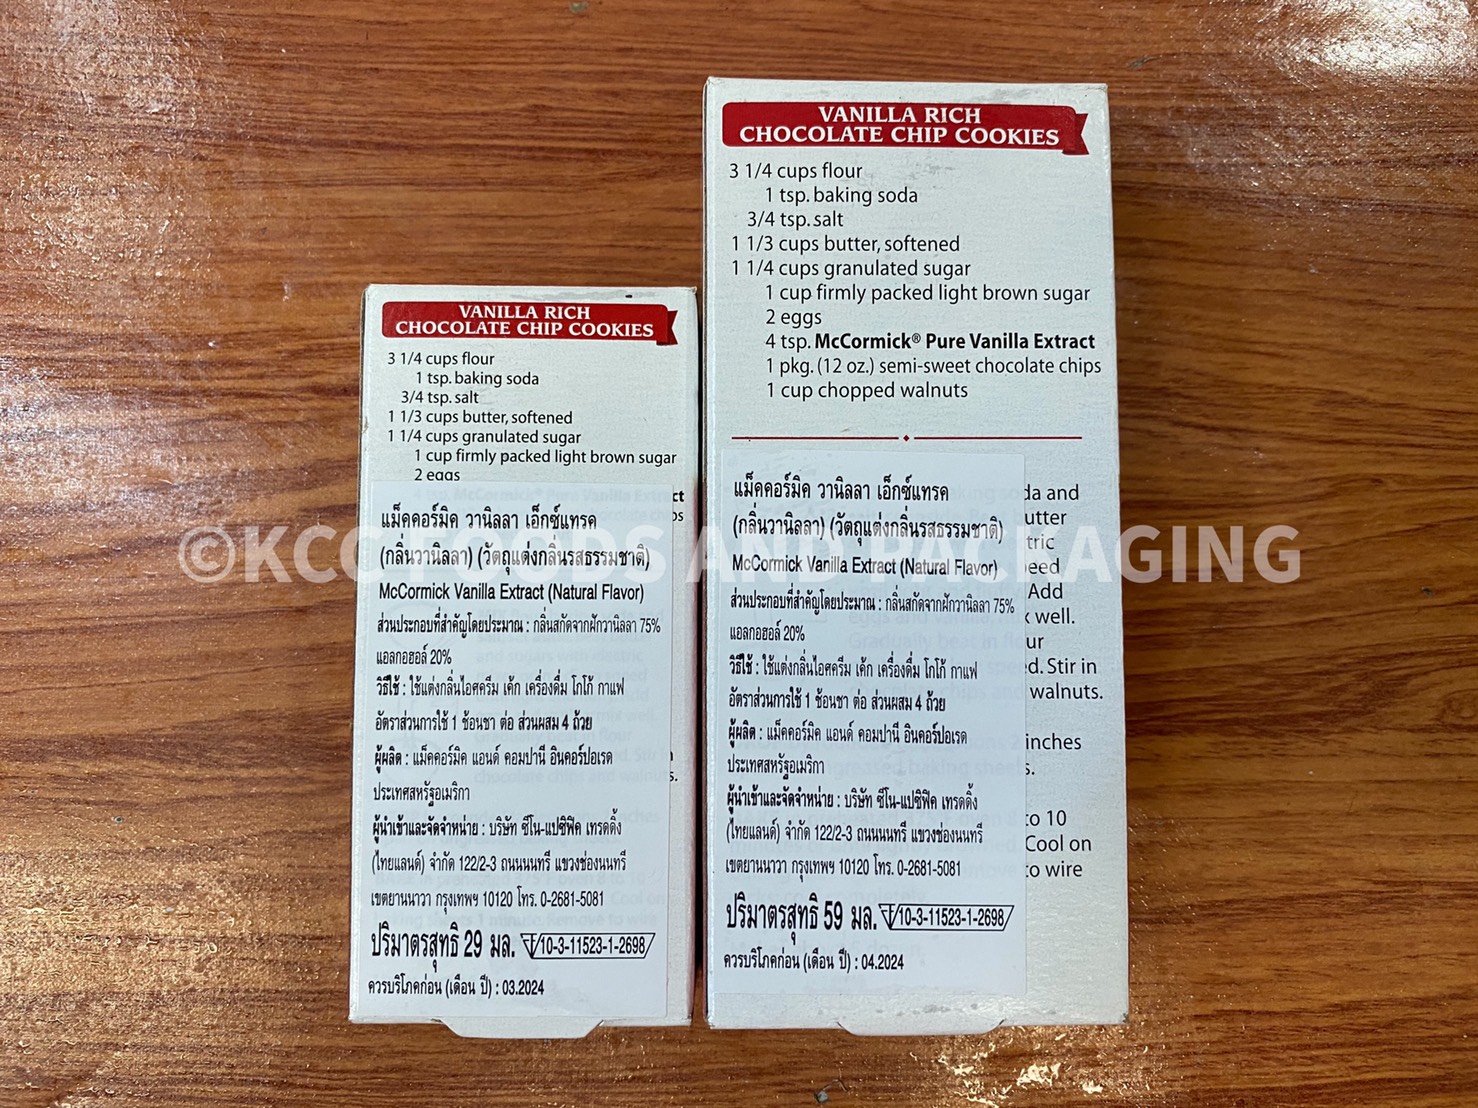 VANILLA RICH
CHOCOLATE CHIP COOKIES
3 1/4 cups flour
1 tsp. baking soda
3/4 tsp. salt
1 1/3 cups butter, softened
1 1/4 cups granulated sugar
1 cup firmly packed light brown sugar
2 eggs
แม็คคอร์มิค วานิลลา เอ็กซ์แทรค
(กลิ่นวานิลลา) (วัตถุแต่งกลิ่นรสธรรมชาติ)
McCormick Vanilla Extract (Natural Flavor)
ส่วนประกอบที่สำคัญโดยประมาณ : กลิ่นสกัดจากฝักวานิลลา 75%
แอลกอฮอล์ 20%
วิธีใช้ : ใช้แต่งกลิ่นไอศครีม เค้ก เครื่องดื่ม โกโก้ กาแฟ
อัตราส่วนการใช้ 1 ช้อนชา ต่อ ส่วนผสม 4 ถ้วย
ผู้ผลิต : แม็คคอร์มิค แอนด์ คอมปานี อินคอร์ปอเรด
ประเทศสหรัฐอเมริกา
ผู้นำเข้าและจัดจำหน่าย : บริษัท ซีโน-แปซิฟิค เทรดดิ้ง
(ไทยแลนด์) จำกัด 122/2-3 ถนนนนทรี แขวงช่องนนทรี
เขตยานนาวา กรุงเทพฯ 10120 โทร. 0-2681-5081
ปริมาตรสุทธิ 29 มล. 10-3-11523-1-2698
ควรบริโภคก่อน (เดือน ปี) : 03.2024
VANILLA RICH
CHOCOLATE CHIP COOKIES
3 1/4 cups flour
1 tsp. baking soda
3/4 tsp. salt
1 1/3 cups butter, softened
1 1/4 cups granulated sugar
1 cup firmly packed light brown sugar
2 eggs
4 tsp. McCormick® Pure Vanilla Extract
1 pkg. (12 oz.) semi-sweet chocolate chips
1 cup chopped walnuts
da and
utter
tric
eed
Add
x well.
ur
d. Stir in
walnuts.
inches
s.
to 10
Cool on
to wire
แม็คคอร์มิค วานิลลา เอ็กซ์แทรค
(กลิ่นวานิลลา) (วัตถุแต่งกลิ่นรสธรรมชาติ)
McCormick Vanilla Extract (Natural Flavor)
ส่วนประกอบที่สำคัญโดยประมาณ : กลิ่นสกัดจากฝักวานิลลา 75%
แอลกอฮอล์ 20%
วิธีใช้ : ใช้แต่งกลิ่นไอศครีม เค้ก เครื่องดื่ม โกโก้ กาแฟ
อัตราส่วนการใช้ 1 ช้อนชา ต่อ ส่วนผสม 4 ถ้วย
ผู้ผลิต : แม็คคอร์มิค แอนด์ คอมปานี อินคอร์ปอเรด
ประเทศสหรัฐอเมริกา
ผู้นำเข้าและจัดจำหน่าย : บริษัท ซีโน-แปซิฟิค เทรดดิ้ง
(ไทยแลนด์) จำกัด 122/2-3 ถนนนนทรี แขวงช่องนนทรี
เขตยานนาวา กรุงเทพฯ 10120 โทร. 0-2681-5081
ปริมาตรสุทธิ 59 มล. 10-3-11523-1-2698
ควรบริโภคก่อน (เดือน ปี) : 04.2024
©KCC FOODS AND PACKAGING